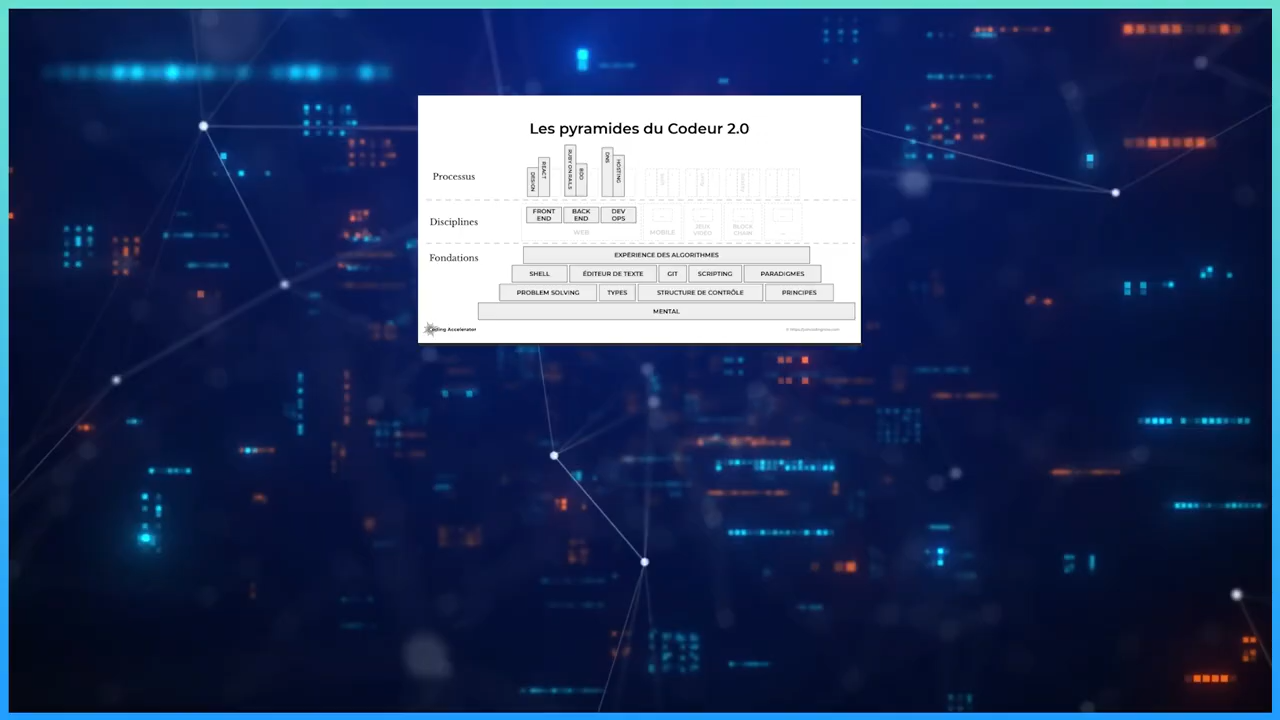 Les pyramides du Codeur 2.0
Processus
DESIGN
REACT
RUBY ON RAILS
BDD
DNS
HOSTING
Disciplines
FRONT
END
BACK
END
DEV
OPS
WEB
MOBILE
JEUX
VIDÉO
BLOCK
CHAIN
...
Fondations
EXPÉRIENCE DES ALGORITHMES
SHELL
ÉDITEUR DE TEXTE
GIT
SCRIPTING
PARADIGMES
PROBLEM SOLVING
TYPES
STRUCTURE DE CONTRÔLE
PRINCIPES
MENTAL
Accelerator